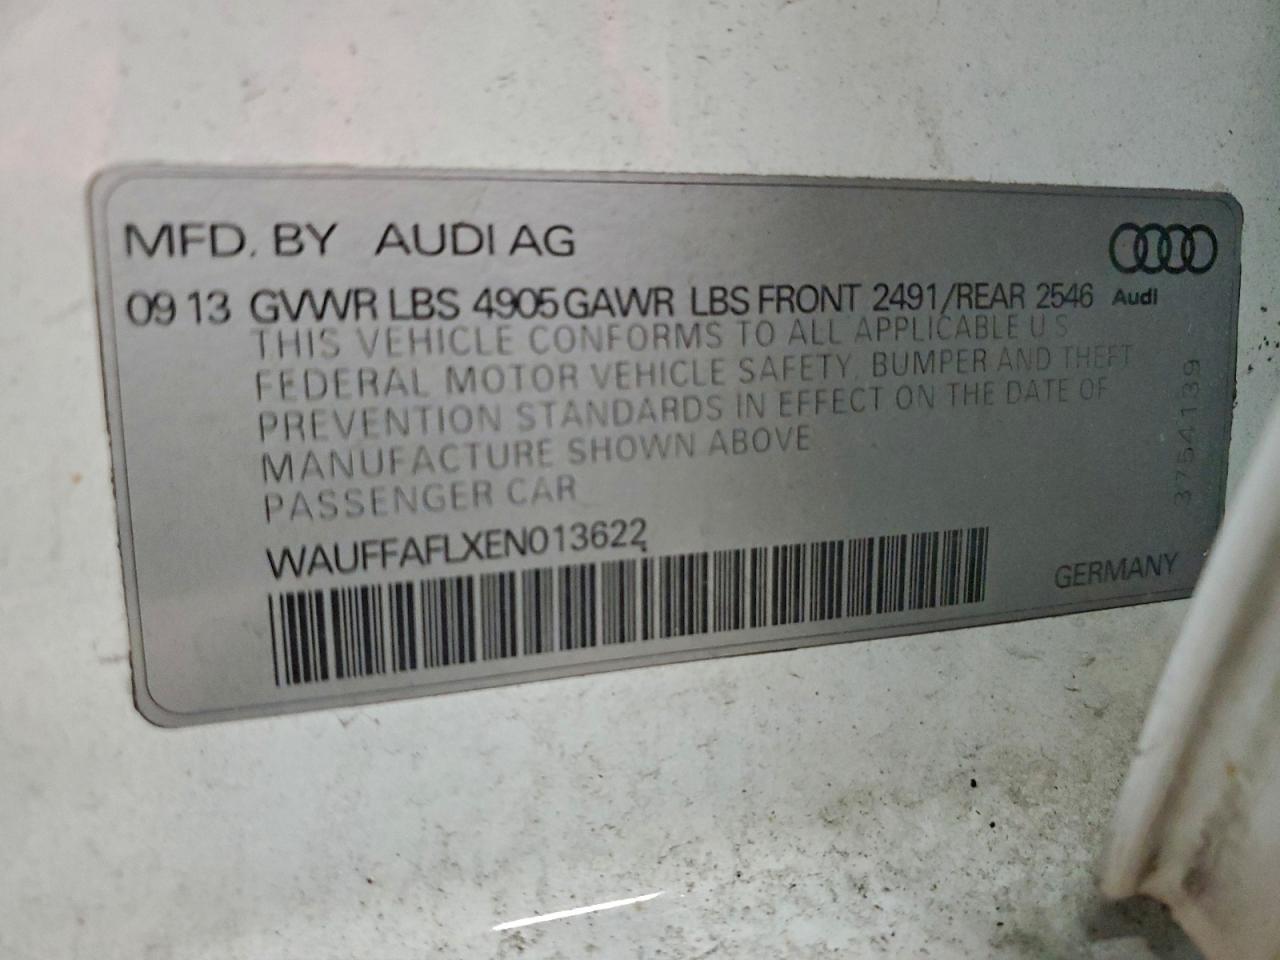 MFD. BY AUDI AG
09 13 GVWR LBS 4905 GAWR LBS FRONT 2491/REAR 2546
Audi
THIS VEHICLE CONFORMS TO ALL APPLICABLE U S
FEDERAL MOTOR VEHICLE SAFETY, BUMPER AND THEFT
PREVENTION STANDARDS IN EFFECT ON THE DATE OF
MANUFACTURE SHOWN ABOVE
PASSENGER CAR
WAUFFAFLXEN013622
GERMANY
3754139